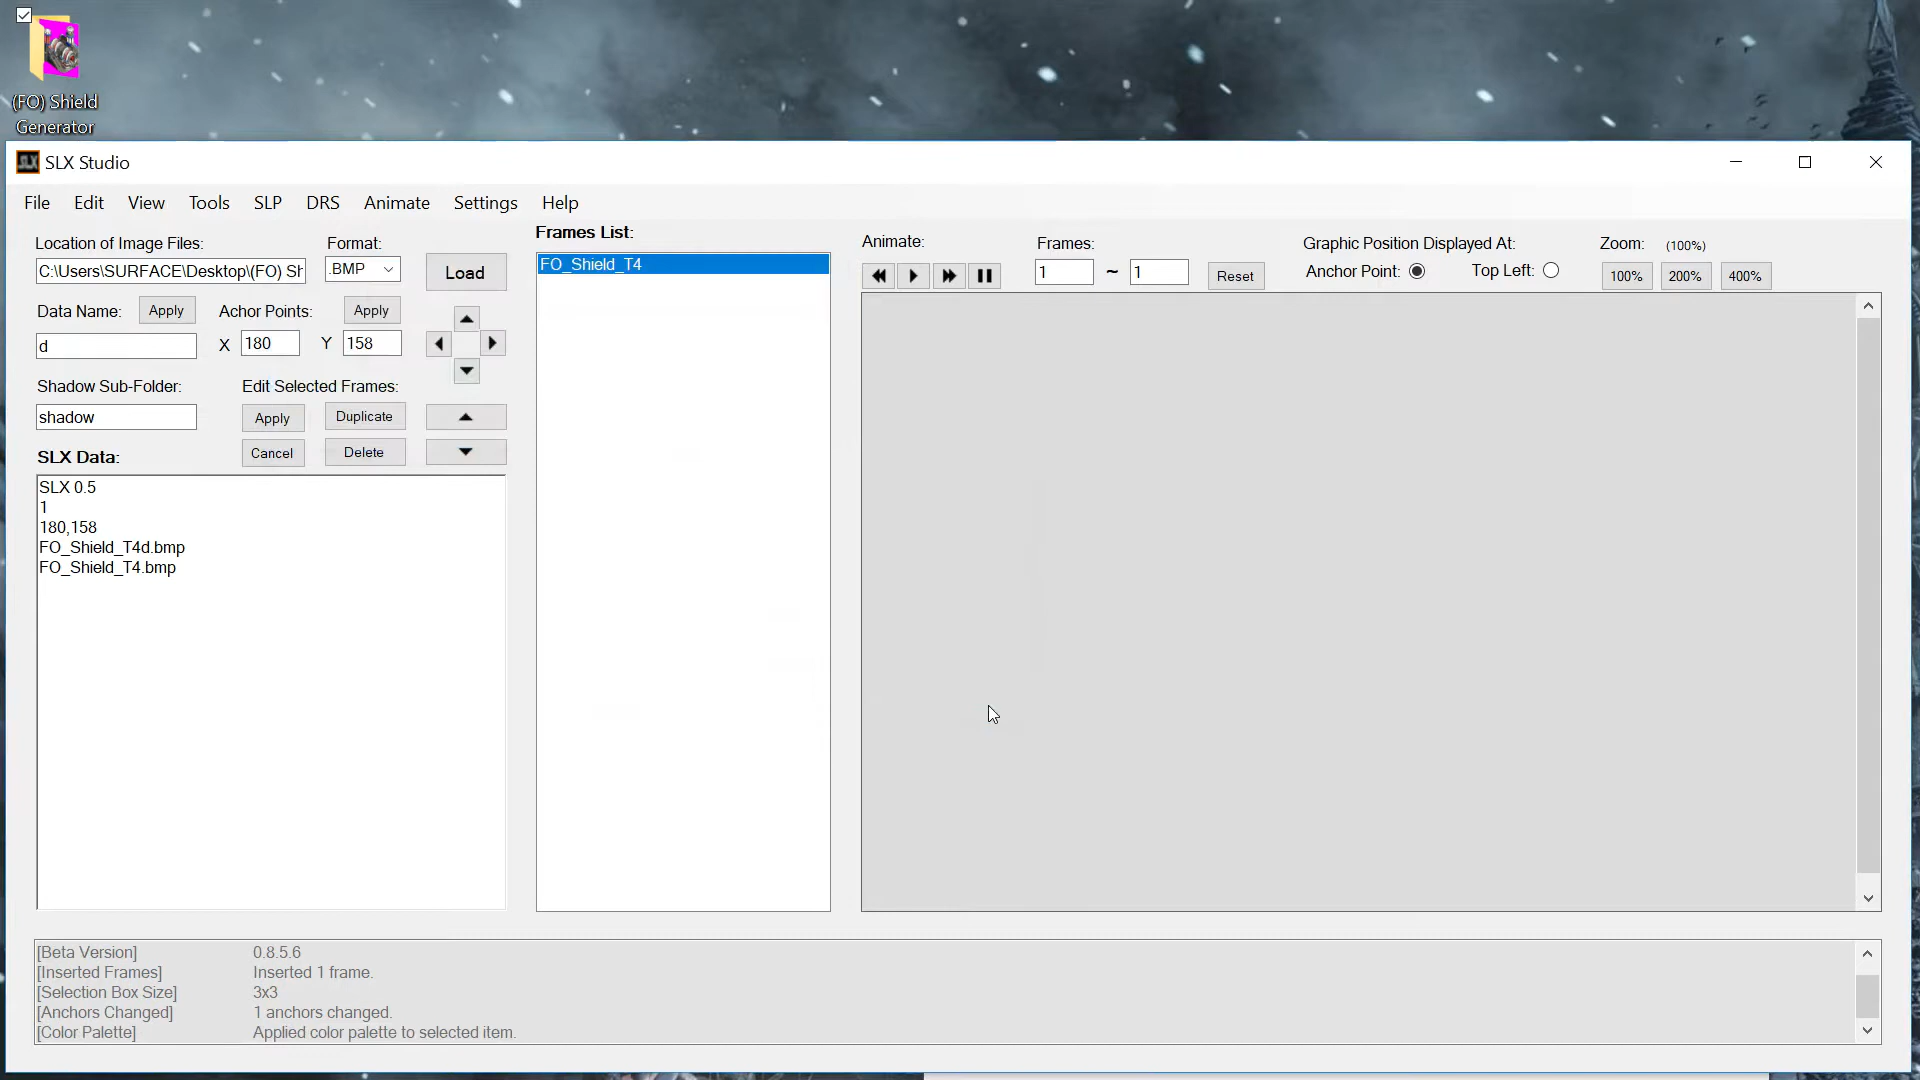 (FO) Shield
Generator
SLX
SLX Studio
File Edit View Tools SLP DRS Animate Settings Help
Location of Image Files:
Format:
C:\Users\SURFACE\Desktop\(FO) Sh
.BMP
Load
Data Name:
Apply
Achor Points:
Apply
d
X 180 Y 158
Shadow Sub-Folder:
Edit Selected Frames:
shadow
Apply Duplicate
Cancel Delete
SLX Data:
SLX 0.5
1
180,158
FO_Shield_T4d.bmp
FO_Shield_T4.bmp
Frames List:
FO_Shield_T4
Animate:
Frames:
1 ~ 1
Reset
Graphic Position Displayed At:
Anchor Point: Top Left:
Zoom: (100%)
100% 200% 400%
[Beta Version] 0.8.5.6
[Inserted Frames] Inserted 1 frame.
[Selection Box Size] 3x3
[Anchors Changed] 1 anchors changed.
[Color Palette] Applied color palette to selected item.